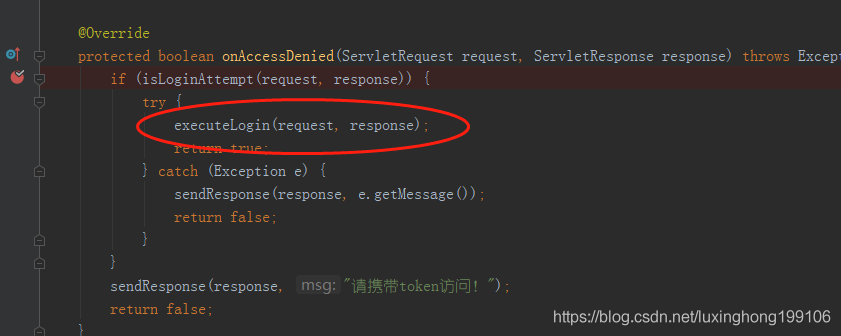 @Override
protected boolean onAccessDenied(ServletRequest request, ServletResponse response) throws Excep
if (isLoginAttempt(request, response)) {
try {
executeLogin(request, response);
return true;
} catch (Exception e) {
sendResponse(response, e.getMessage());
return false;
}
}
sendResponse(response, msg: "请携带token访问！");
return false;
}
https://blog.csdn.net/luxinghong199106